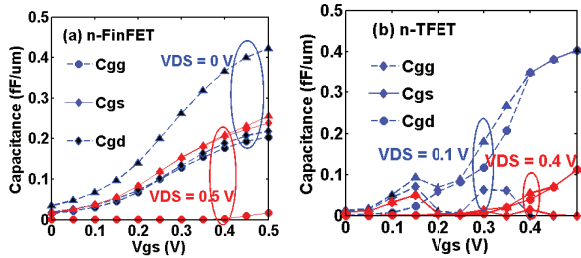 (a) n-FinFET
Capacitance (fF/um)
0.5
0.4
0.3
0.2
0.1
0
Cgg
Cgs
Cgd
VDS = 0 V
VDS = 0.5 V
0 0.1 0.2 0.3 0.4 0.5
Vgs (V)
(b) n-TFET
Capacitance (fF/um)
0.5
0.4
0.3
0.2
0.1
0
Cgg
Cgs
Cgd
VDS = 0.1 V
VDS = 0.4 V
0 0.1 0.2 0.3 0.4 0.5
Vgs (V)